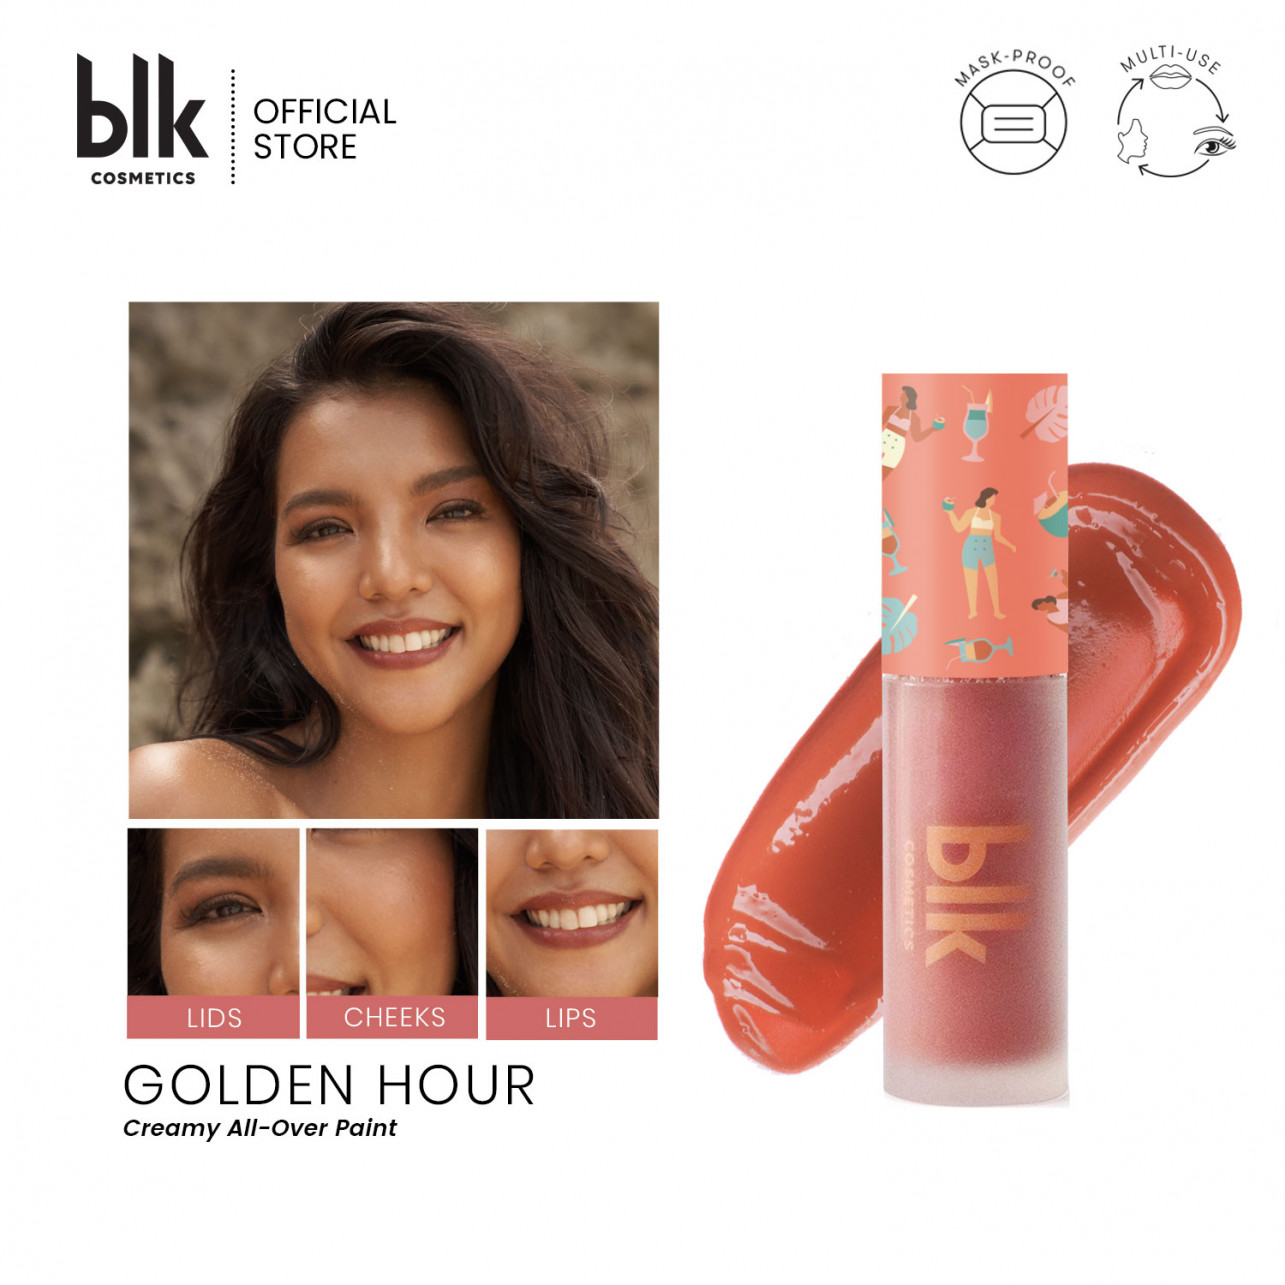 blk
COSMETICS
OFFICIAL
STORE
MASK-PROOF
MULTI-USE
blk
COSMETICS
LIDS
CHEEKS
LIPS
GOLDEN HOUR
Creamy All-Over Paint